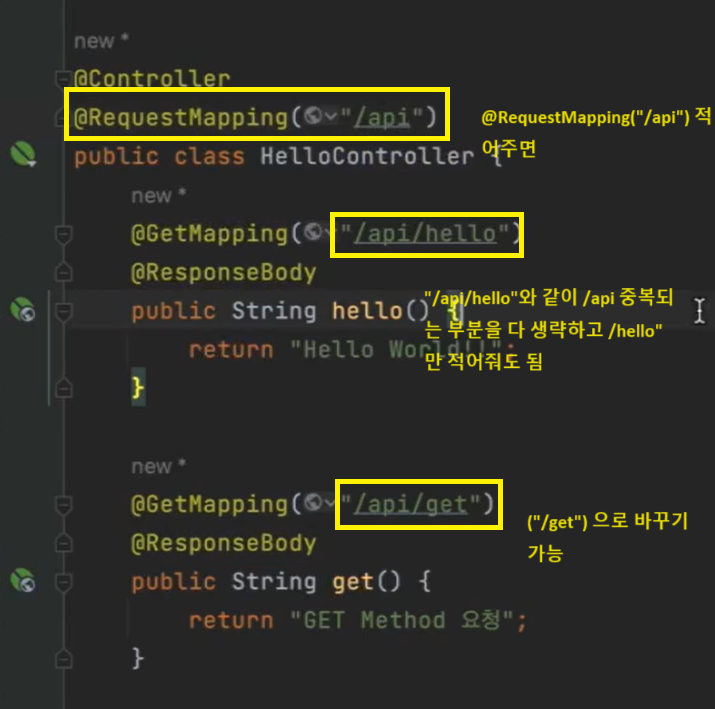 new *
@Controller
@RequestMapping("/api")
@RequestMapping("/api") 적
어주면
public class HelloController {
new *
@GetMapping("/api/hello")
@ResponseBody
"/api/hello"와 같이 /api 중복되
는 부분을 다 생략하고 /hello"
만 적어줘도 됨
public String hello() {
return "Hello World!!";
}
new *
@GetMapping("/api/get")
("/get") 으로 바꾸기
가능
@ResponseBody
public String get() {
return "GET Method 요청";
}